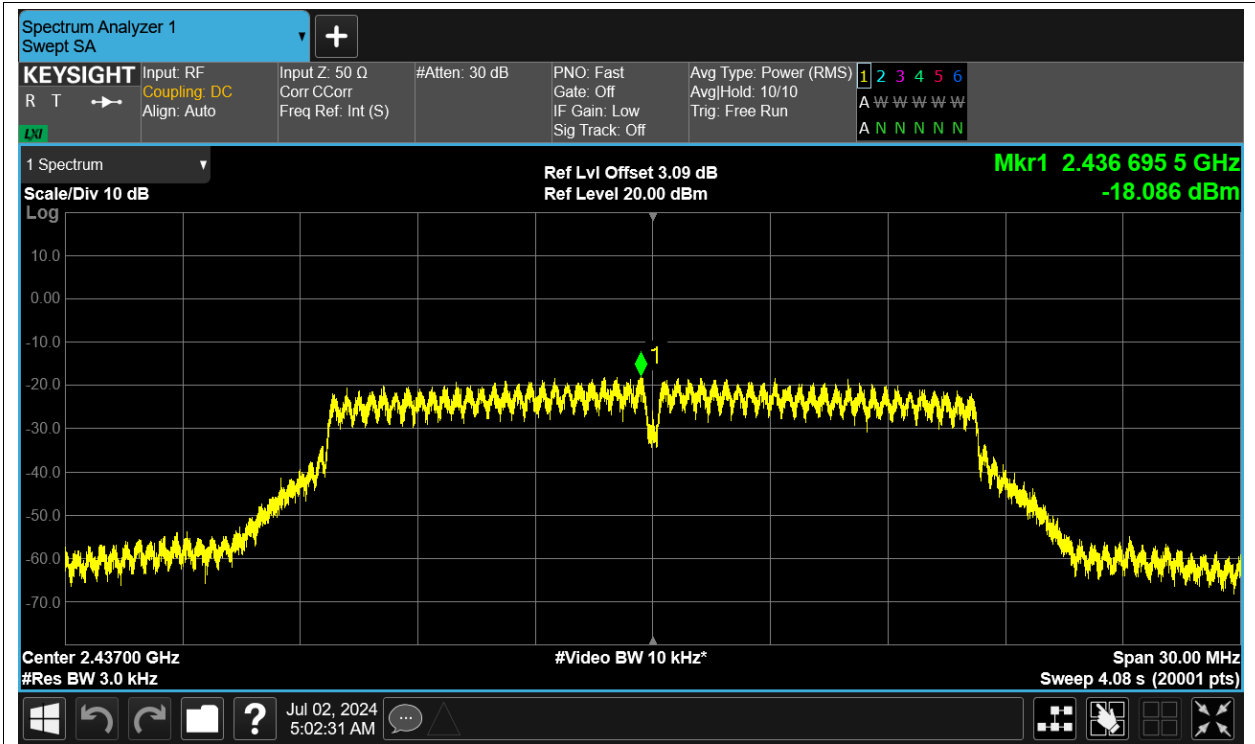 Spectrum Analyzer 1
Swept SA
KEYSIGHT
R T
LXI
Input: RF
Coupling: DC
Align: Auto
Input Z: 50 Ω
Corr CCorr
Freq Ref: Int (S)
#Atten: 30 dB
PNO: Fast
Gate: Off
IF Gain: Low
Sig Track: Off
Avg Type: Power (RMS)
Avg|Hold: 10/10
Trig: Free Run
1 2 3 4 5 6
A W W W W W
A N N N N N
1 Spectrum
Scale/Div 10 dB
Log
Ref Lvl Offset 3.09 dB
Ref Level 20.00 dBm
Mkr1 2.436 695 5 GHz
-18.086 dBm
10.0
0.00
-10.0
-20.0
-30.0
-40.0
-50.0
-60.0
-70.0
1
Center 2.43700 GHz
#Res BW 3.0 kHz
#Video BW 10 kHz*
Span 30.00 MHz
Sweep 4.08 s (20001 pts)
?
Jul 02, 2024
5:02:31 AM